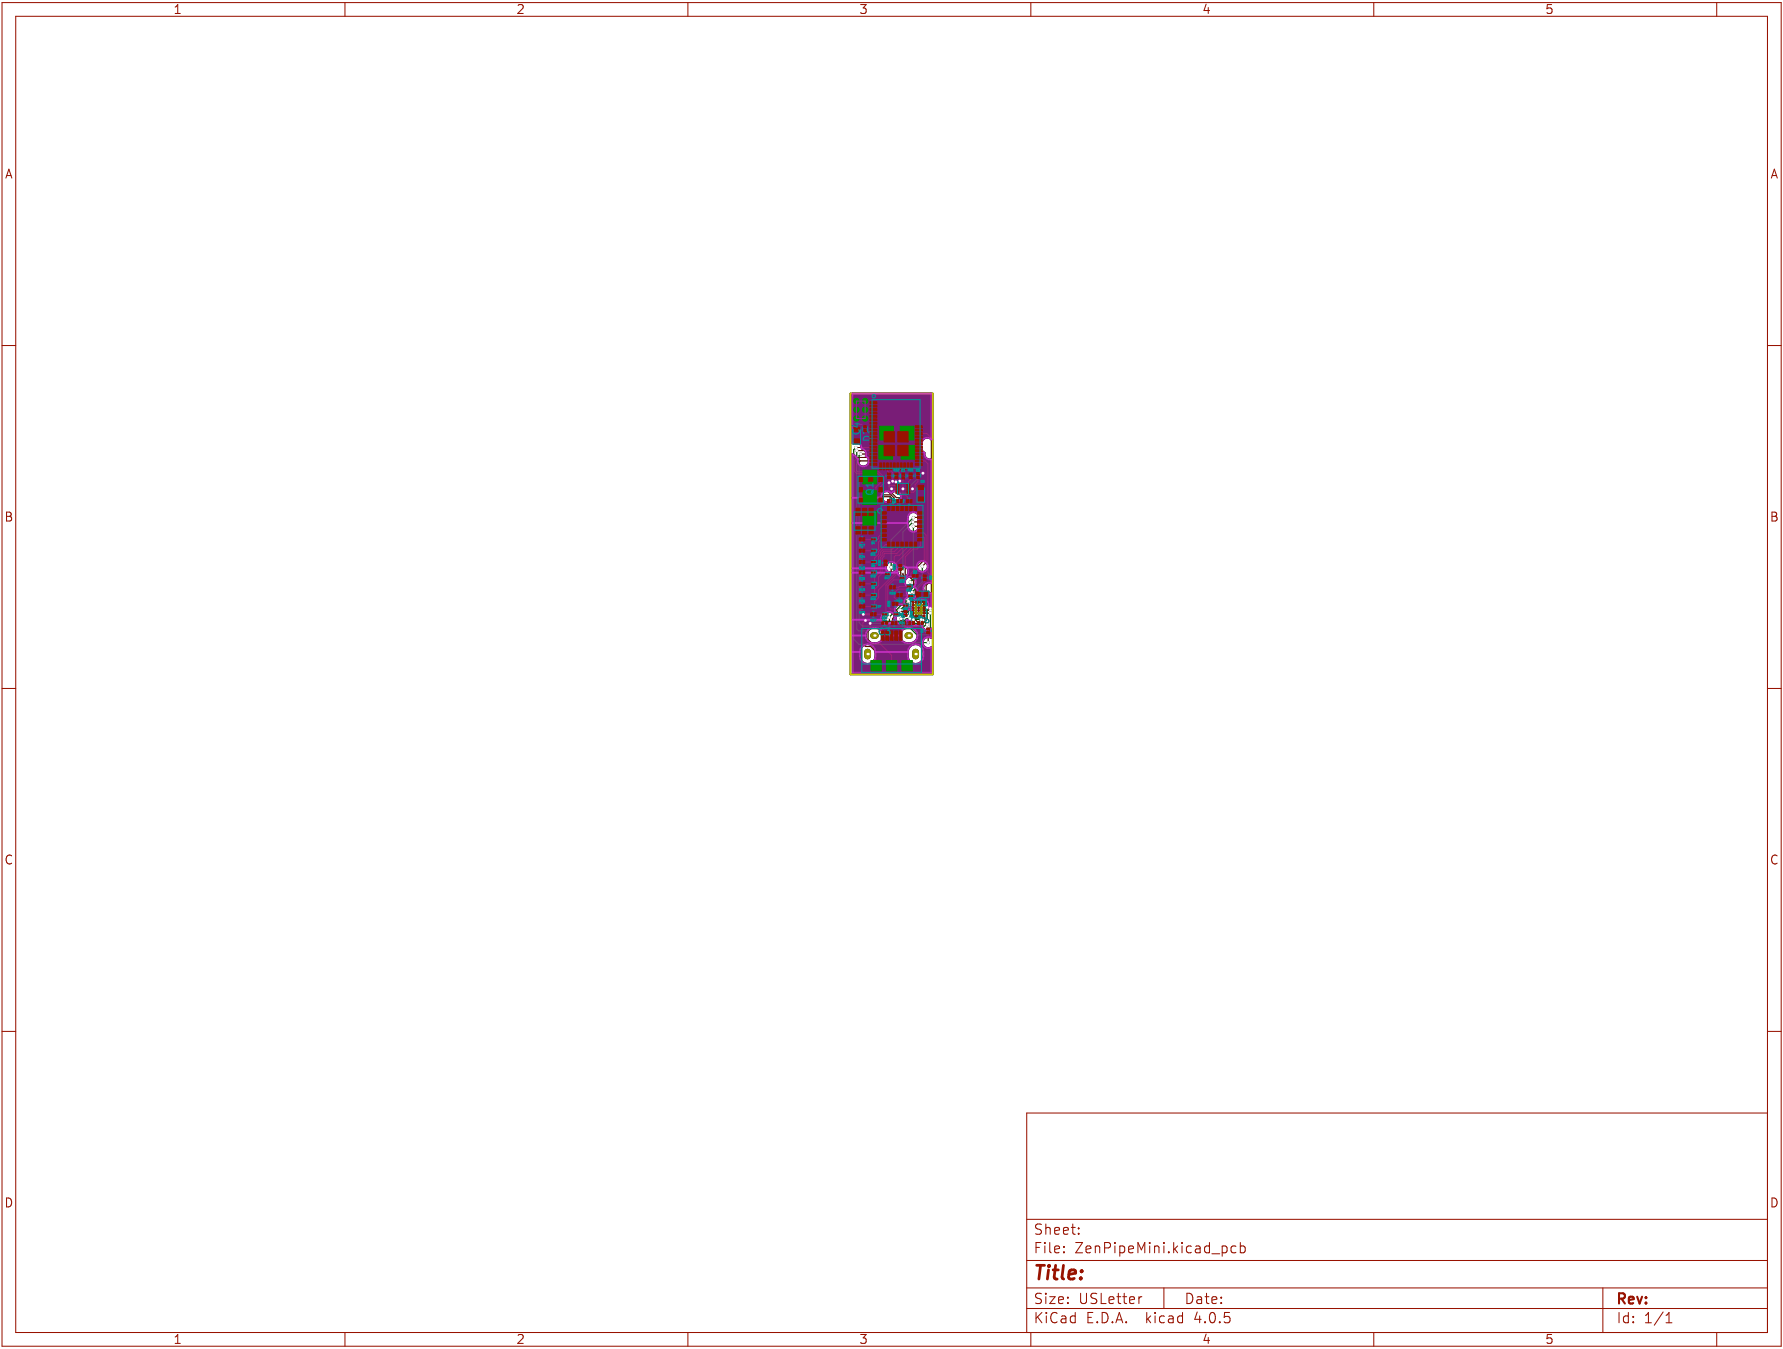 1 2 3 4 5
A A
B B
C C
D D
Sheet:
File: ZenPipeMini.kicad_pcb
Title:
Size: USLetter Date: Rev:
KiCad E.D.A. kicad 4.0.5 Id: 1/1
1 2 3 4 5